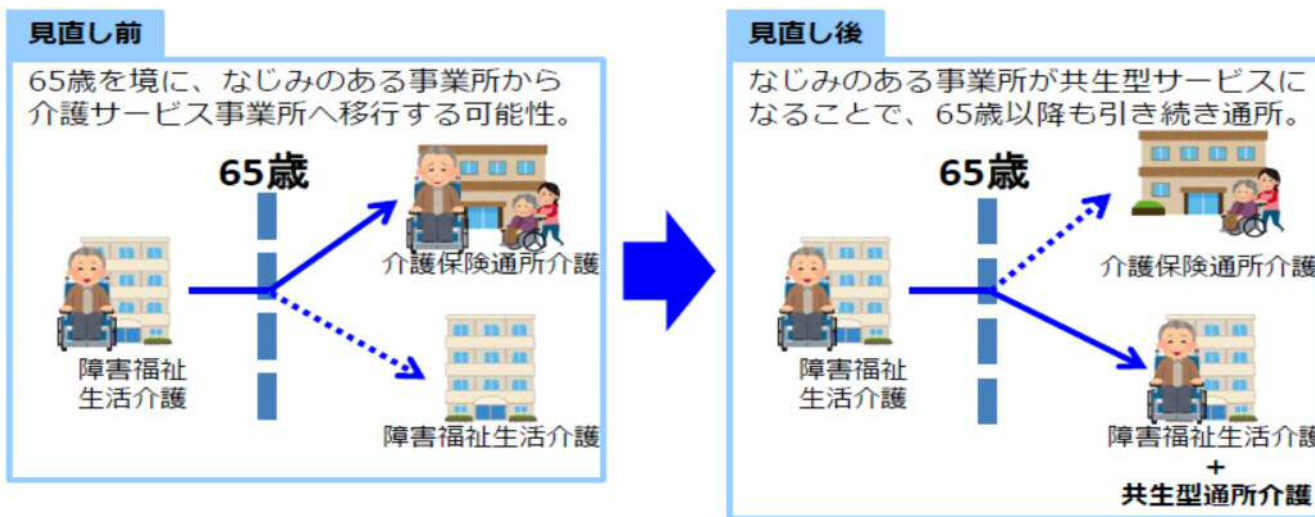 見直し前
65歳を境に、なじみのある事業所から
介護サービス事業所へ移行する可能性。
65歳
介護保険通所介護
障害福祉
生活介護
障害福祉生活介護
見直し後
なじみのある事業所が共生型サービスに
なることで、65歳以降も引き続き通所。
65歳
介護保険通所介護
障害福祉
生活介護
障害福祉生活介護
+
共生型通所介護